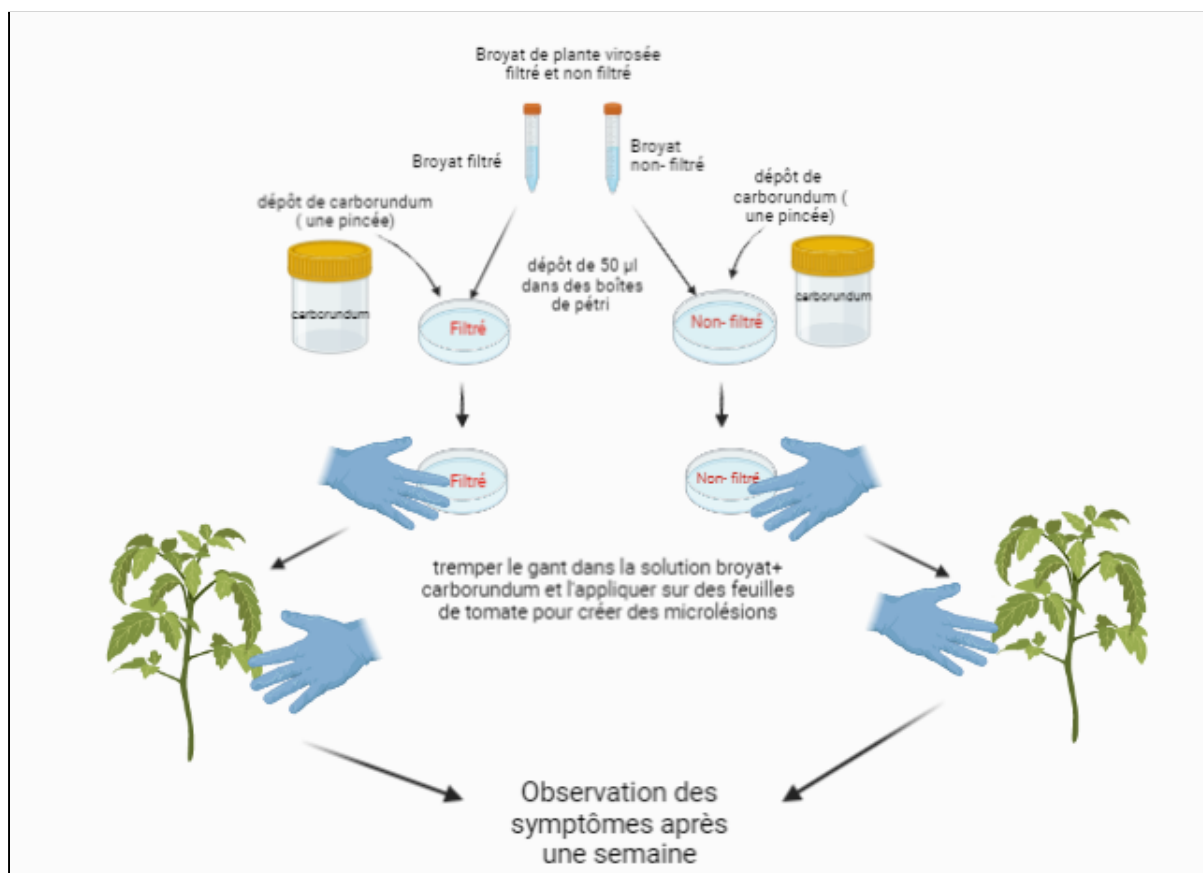 Broyat de plante virosée
filtré et non filtré
Broyat filtré
Broyat
non- filtré
dépôt de carborundum
( une pincée)
dépôt de
carborundum (
une pincée)
dépôt de 50 µl
dans des boîtes
de pétri
carborundum
carborundum
Filtré
Non- filtré
Filtré
Non- filtré
tremper le gant dans la solution broyat+
carborundum et l'appliquer sur des feuilles
de tomate pour créer des microlésions
Observation des
symptômes après
une semaine